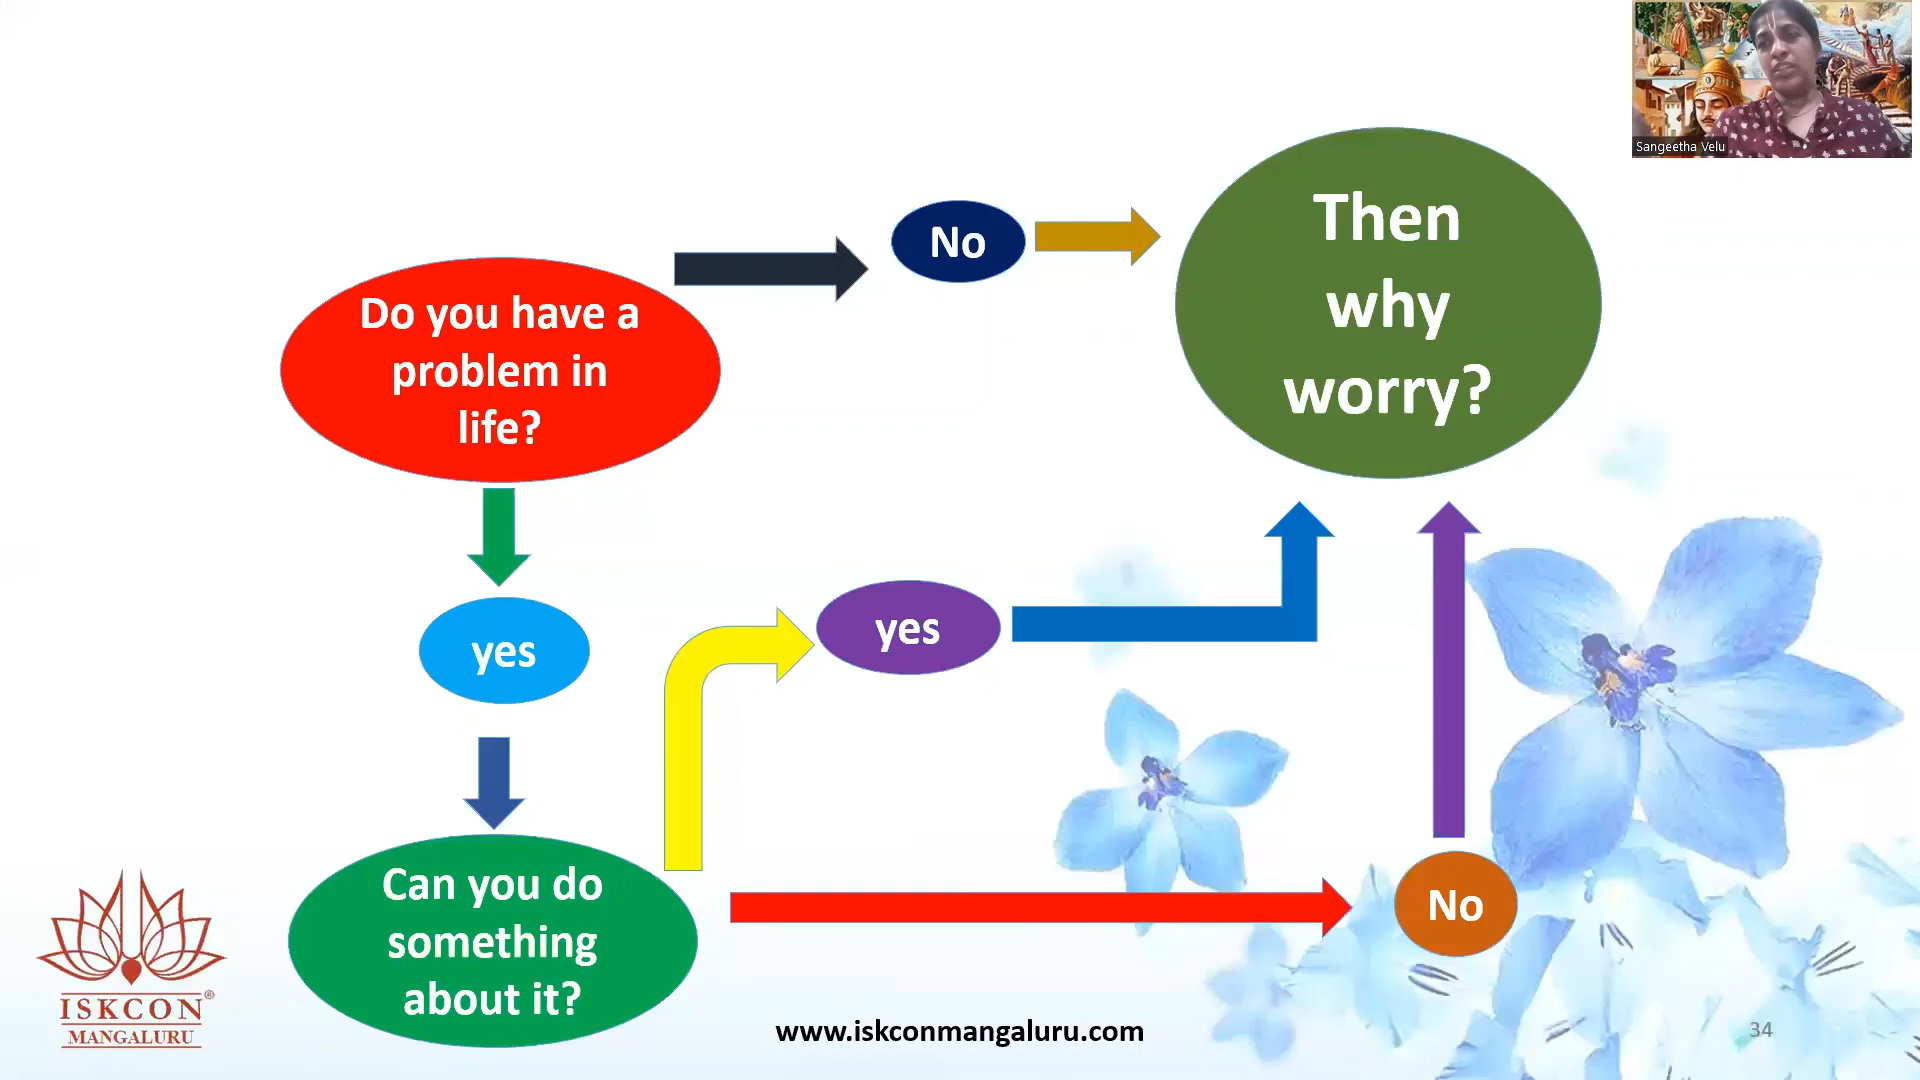 Sangeetha Velu
Do you have a
problem in
life?
No
Then
why
worry?
yes
yes
Can you do
something
about it?
No
ISKCON®
MANGALURU
www.iskconmangaluru.com
34